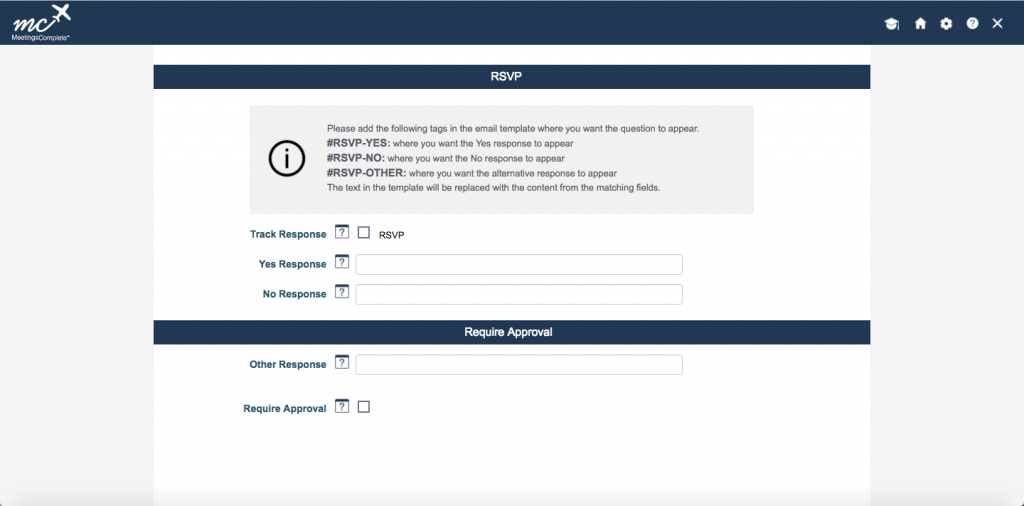 mc
MeetingsComplete™
RSVP
Please add the following tags in the email template where you want the question to appear.
#RSVP-YES: where you want the Yes response to appear
#RSVP-NO: where you want the No response to appear
#RSVP-OTHER: where you want the alternative response to appear
The text in the template will be replaced with the content from the matching fields.
Track Response ? RSVP
Yes Response ?
No Response ?
Require Approval
Other Response ?
Require Approval ?